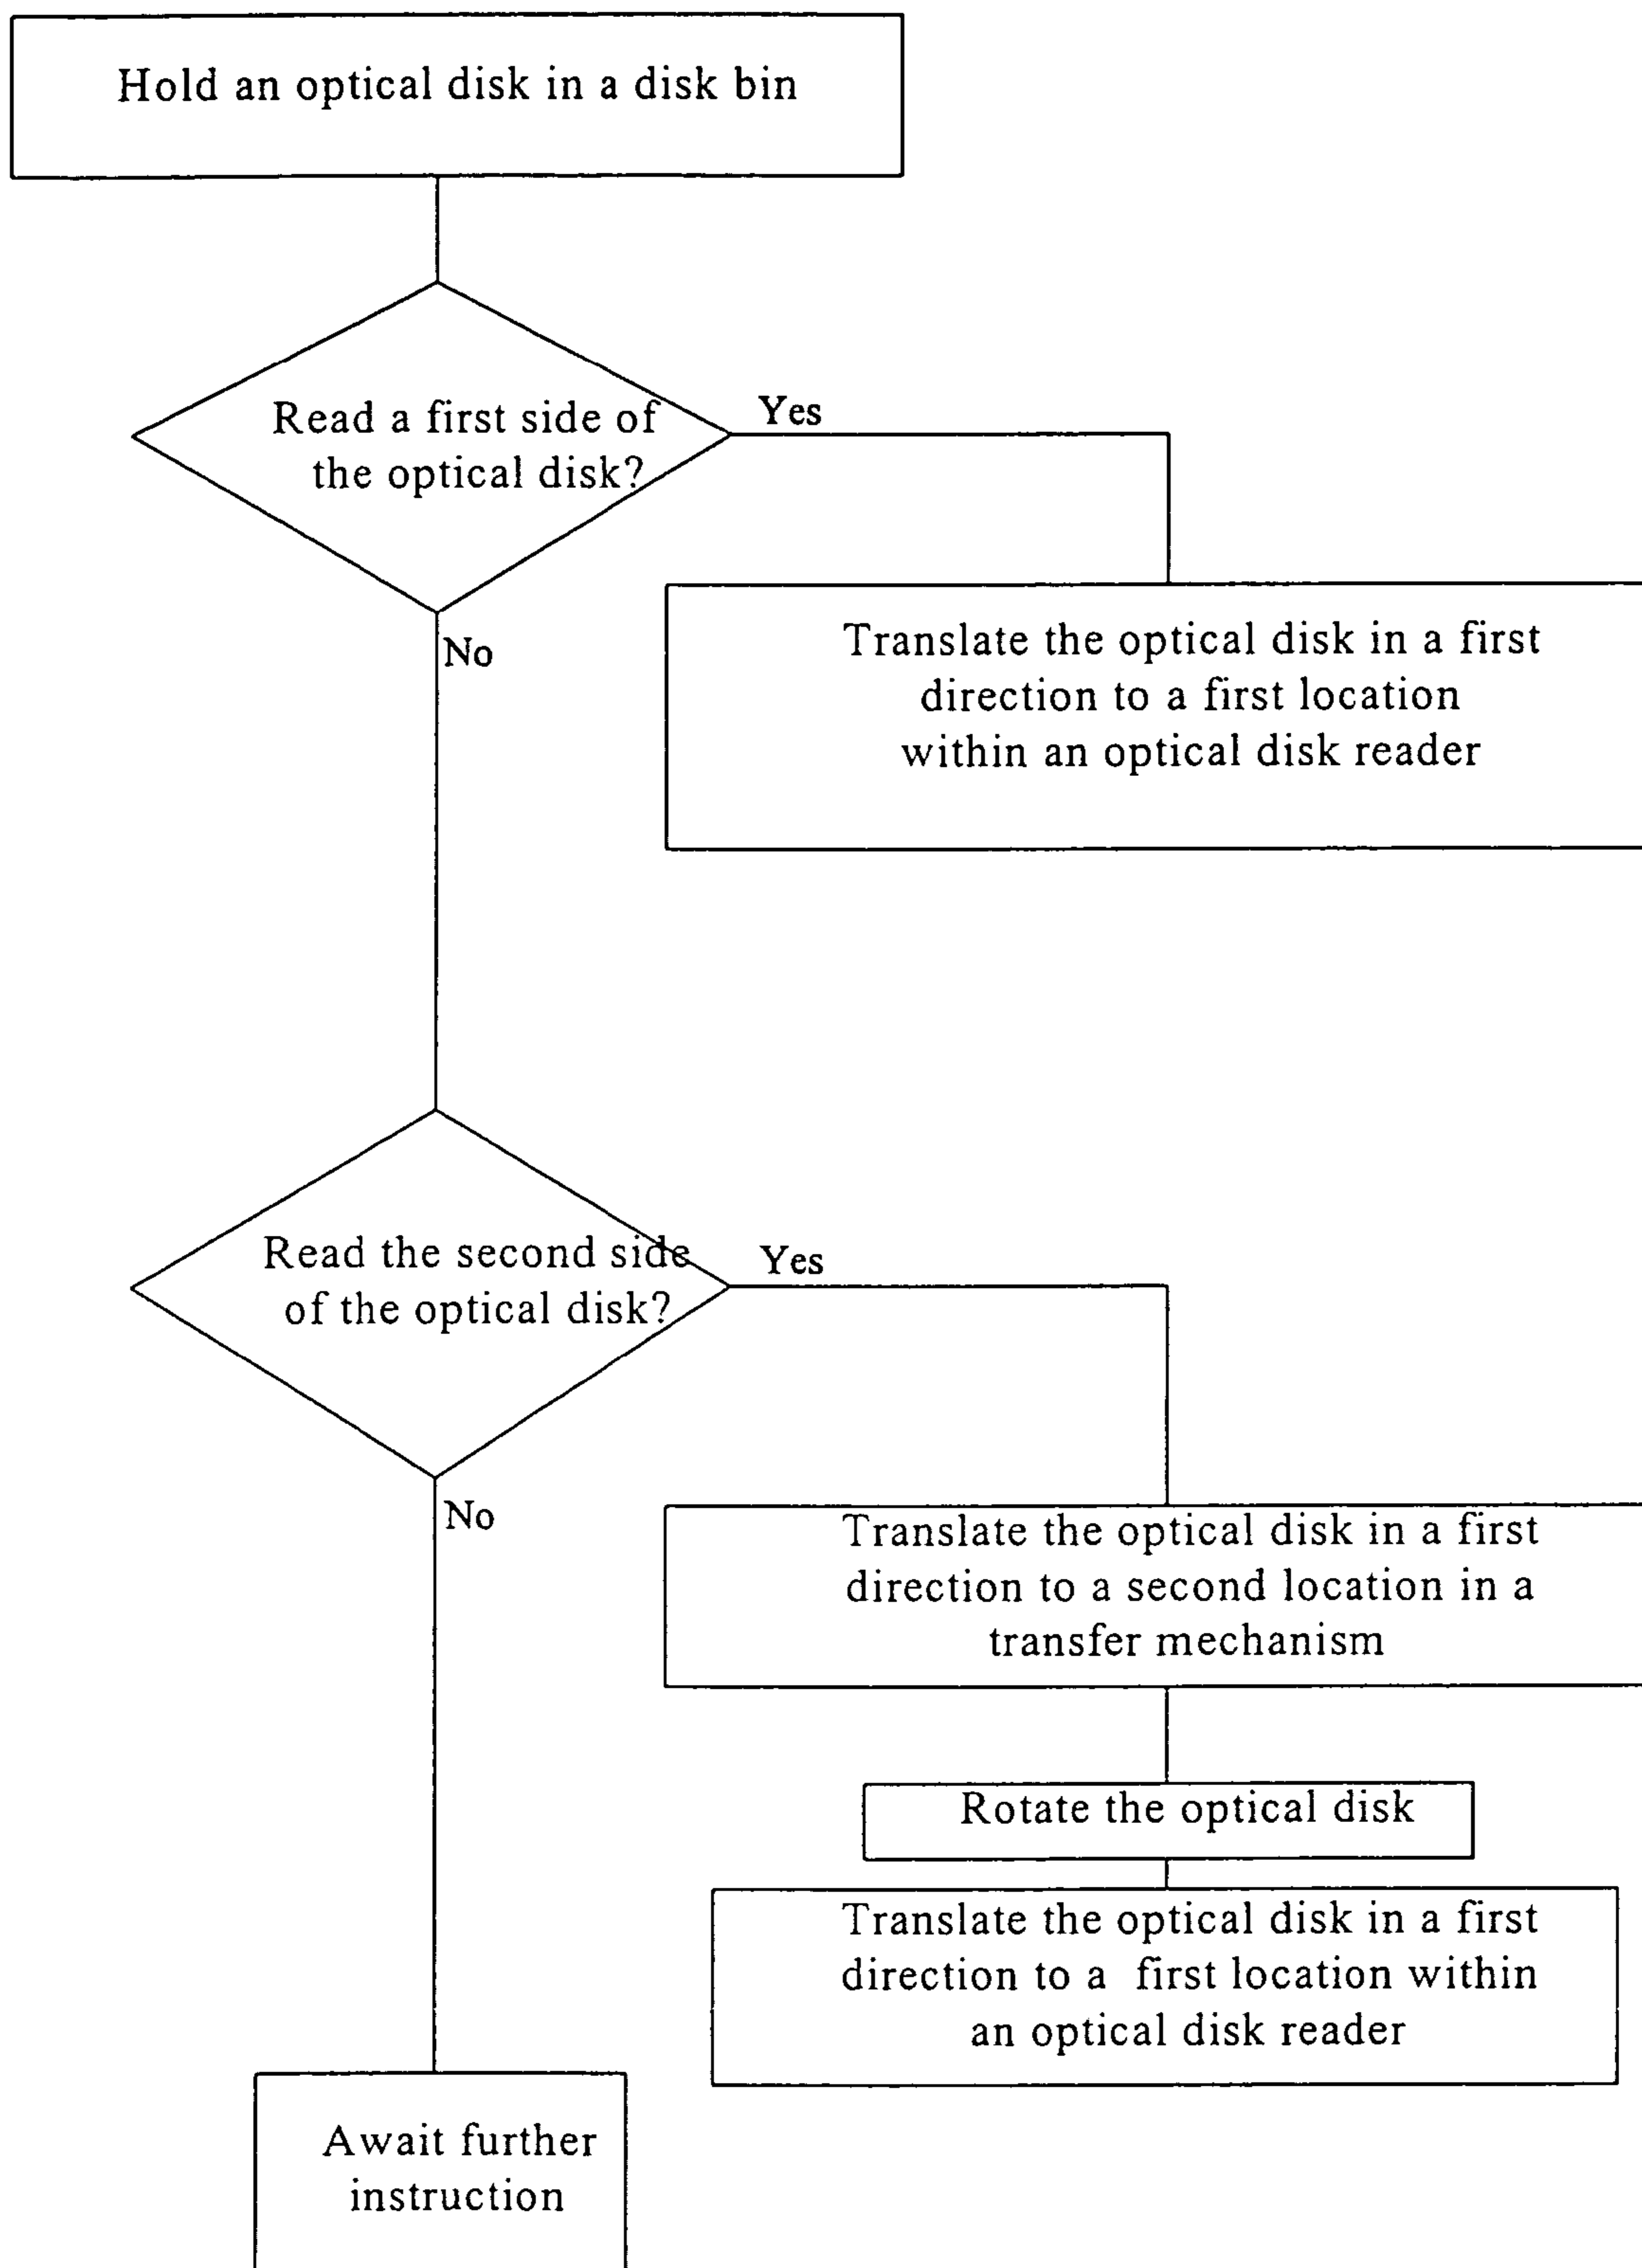 Hold an optical disk in a disk bin
Read a first side of
the optical disk?
Yes
No
Translate the optical disk in a first
direction to a first location
within an optical disk reader
Read the second side
of the optical disk?
Yes
No
Translate the optical disk in a first
direction to a second location in a
transfer mechanism
Rotate the optical disk
Translate the optical disk in a first
direction to a first location within
an optical disk reader
Await further
instruction